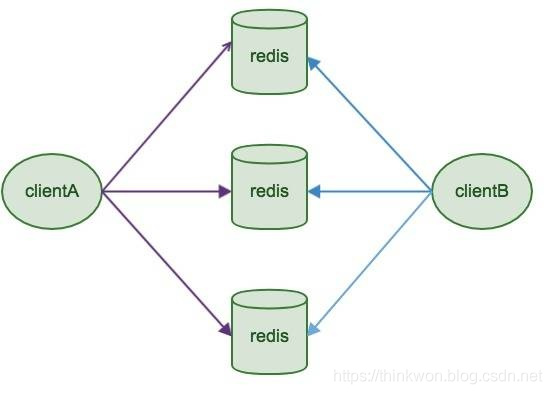 redis
clientA
redis
clientB
redis
https://thinkwon.blog.csdn.net